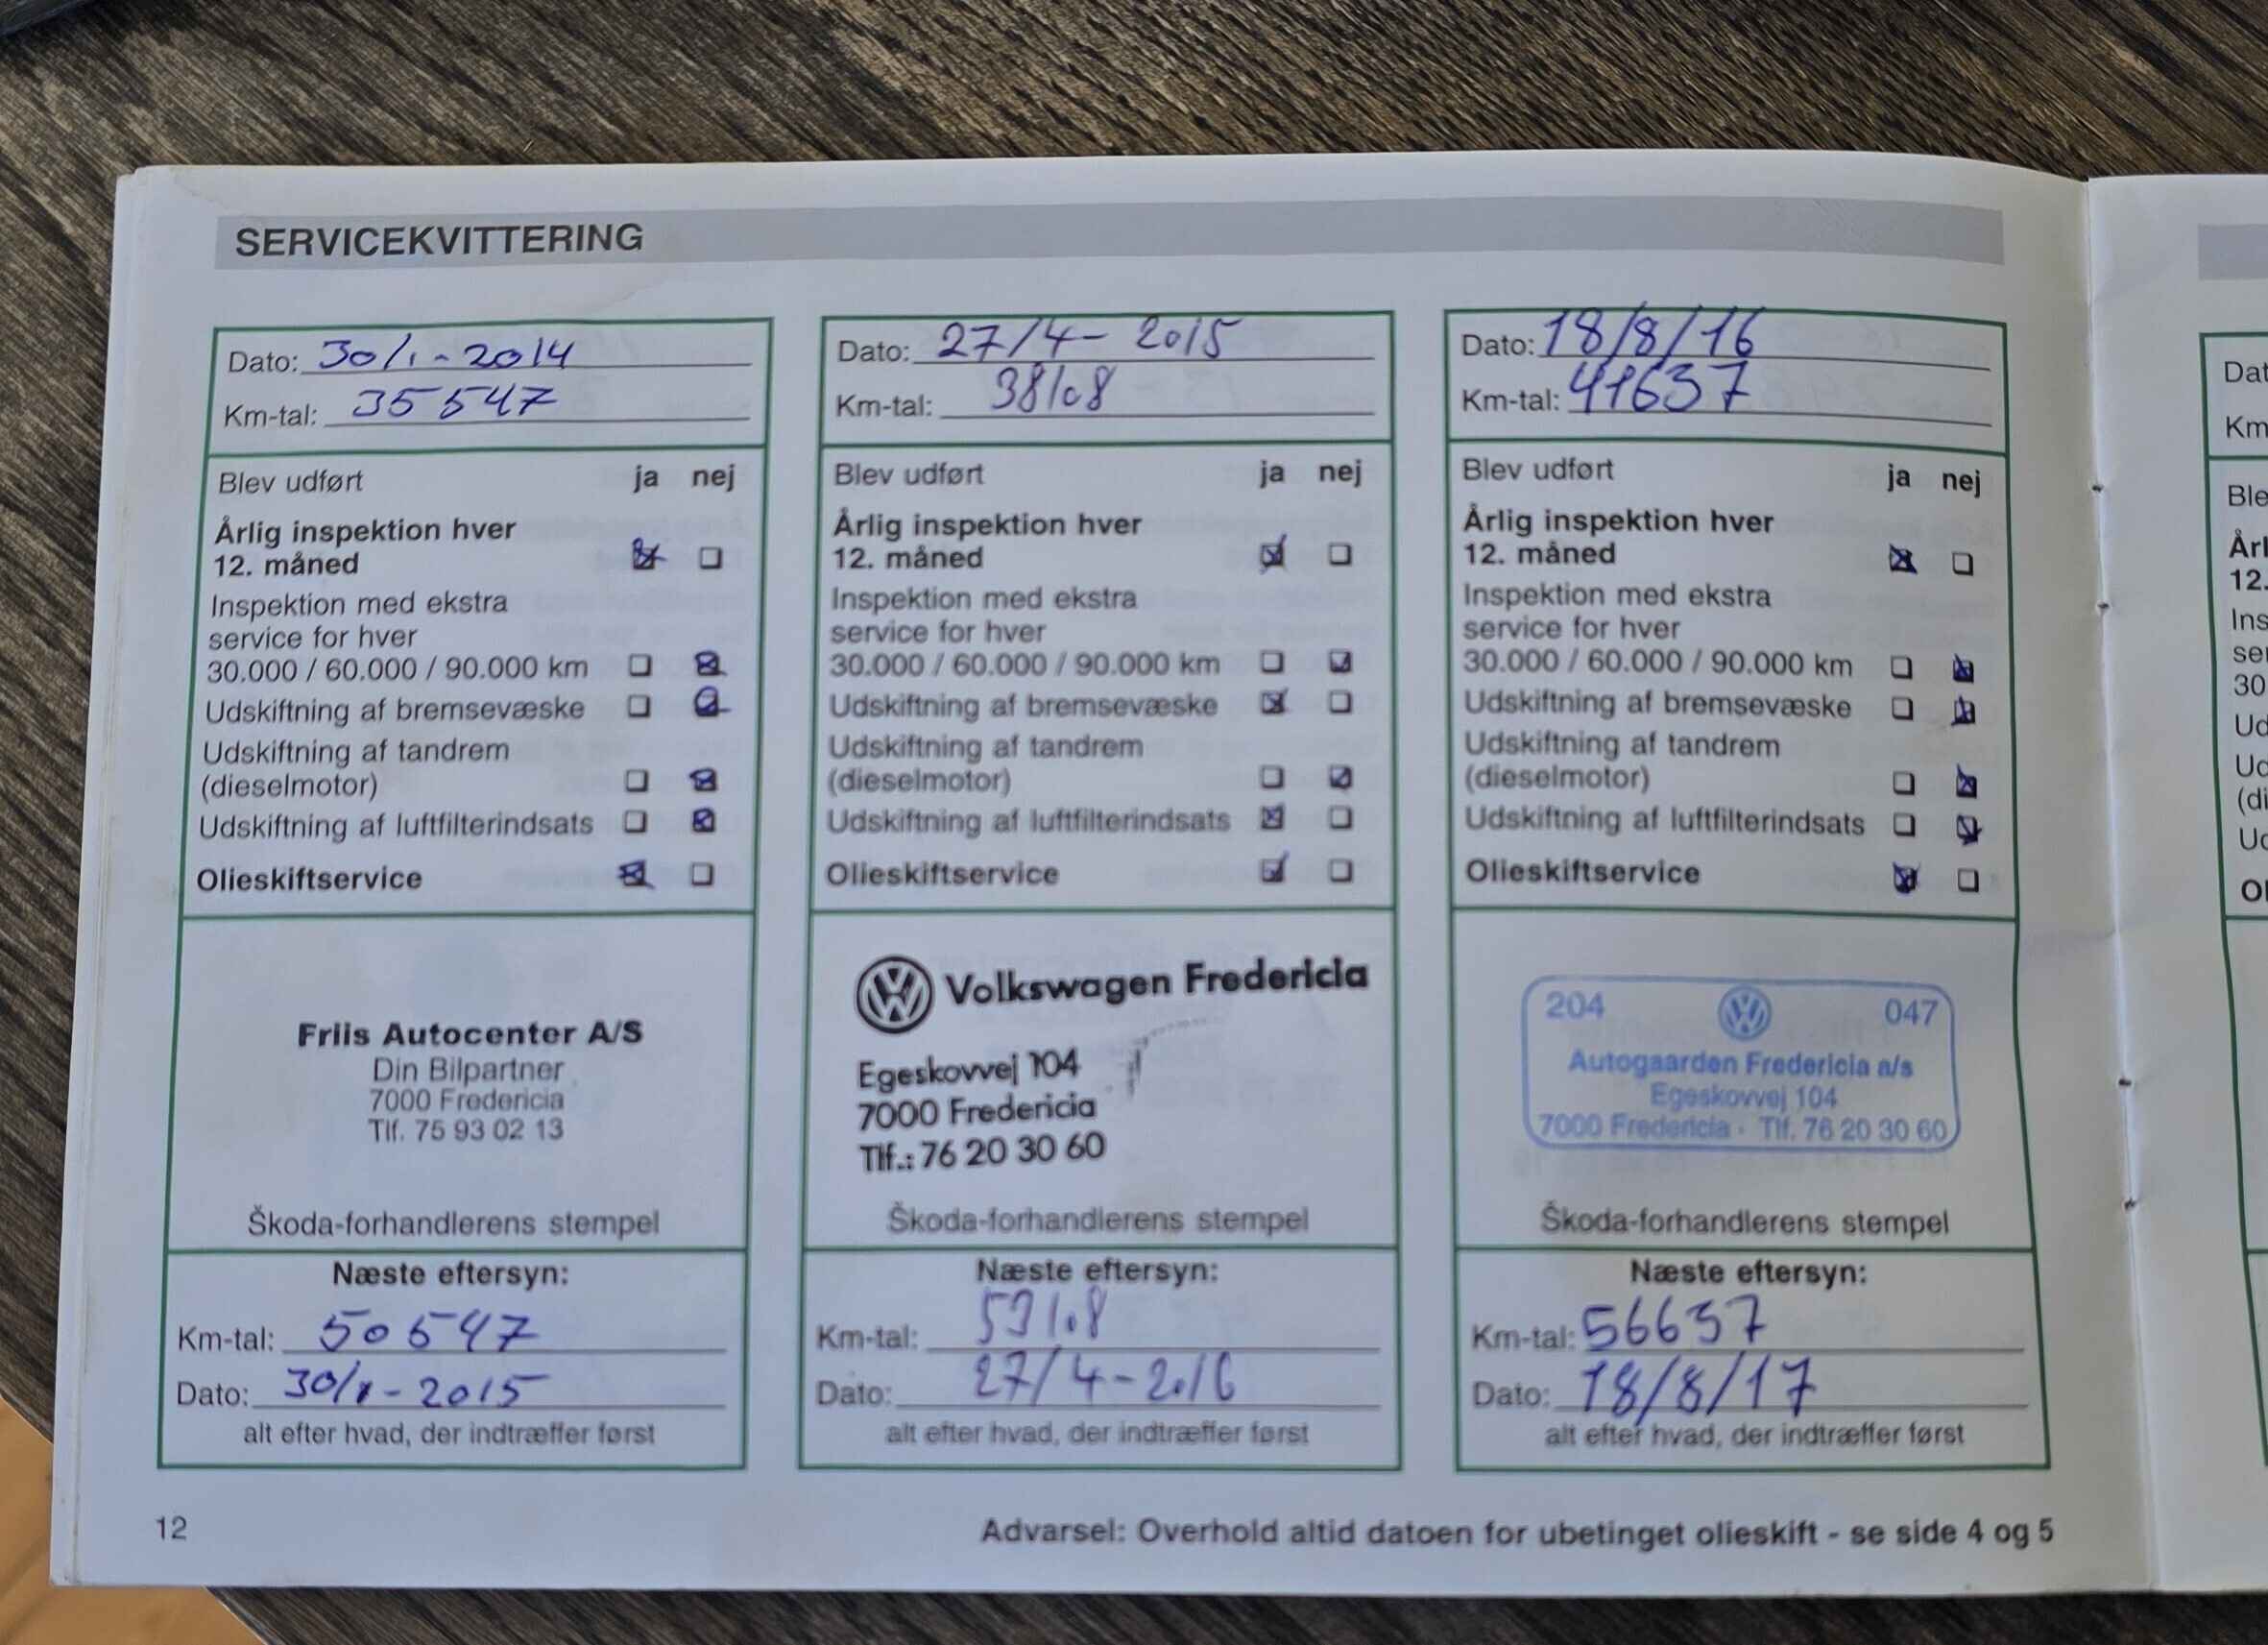 SERVICEKVITTERING
Dato: 30/1-2014
Km-tal: 35547
Blev udført ja nej
Årlig inspektion hver
12. måned
Inspektion med ekstra
service for hver
30.000 / 60.000 / 90.000 km
Udskiftning af bremsevæske
Udskiftning af tandrem
(dieselmotor)
Udskiftning af luftfilterindsats
Olieskiftservice
Friis Autocenter A/S
Din Bilpartner
7000 Fredericia
Tlf. 75 93 02 13
Škoda-forhandlerens stempel
Næste eftersyn:
Km-tal: 50547
Dato: 30/1-2015
alt efter hvad, der indtræffer først
Dato: 27/4-2015
Km-tal: 38108
Blev udført ja nej
Årlig inspektion hver
12. måned
Inspektion med ekstra
service for hver
30.000 / 60.000 / 90.000 km
Udskiftning af bremsevæske
Udskiftning af tandrem
(dieselmotor)
Udskiftning af luftfilterindsats
Olieskiftservice
Volkswagen Fredericia
Egeskovvej 104
7000 Fredericia
Tlf.: 76 20 30 60
Škoda-forhandlerens stempel
Næste eftersyn:
Km-tal: 53108
Dato: 27/4-2016
alt efter hvad, der indtræffer først
Dato: 18/8/16
Km-tal: 41637
Blev udført ja nej
Årlig inspektion hver
12. måned
Inspektion med ekstra
service for hver
30.000 / 60.000 / 90.000 km
Udskiftning af bremsevæske
Udskiftning af tandrem
(dieselmotor)
Udskiftning af luftfilterindsats
Olieskiftservice
204 047
Autogaarden Fredericia a/s
Egeskovvej 104
7000 Fredericia · Tlf. 76 20 30 60
Škoda-forhandlerens stempel
Næste eftersyn:
Km-tal: 56637
Dato: 18/8/17
alt efter hvad, der indtræffer først
12
Advarsel: Overhold altid datoen for ubetinget olieskift - se side 4 og 5